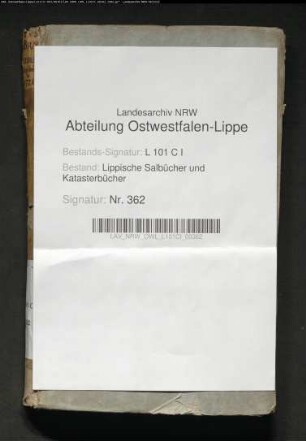 Landesarchiv NRW
Abteilung Ostwestfalen-Lippe
Bestands-Signatur: L 101 C I
Bestand: Lippische Salbücher und
Katasterbücher
Signatur: Nr. 362